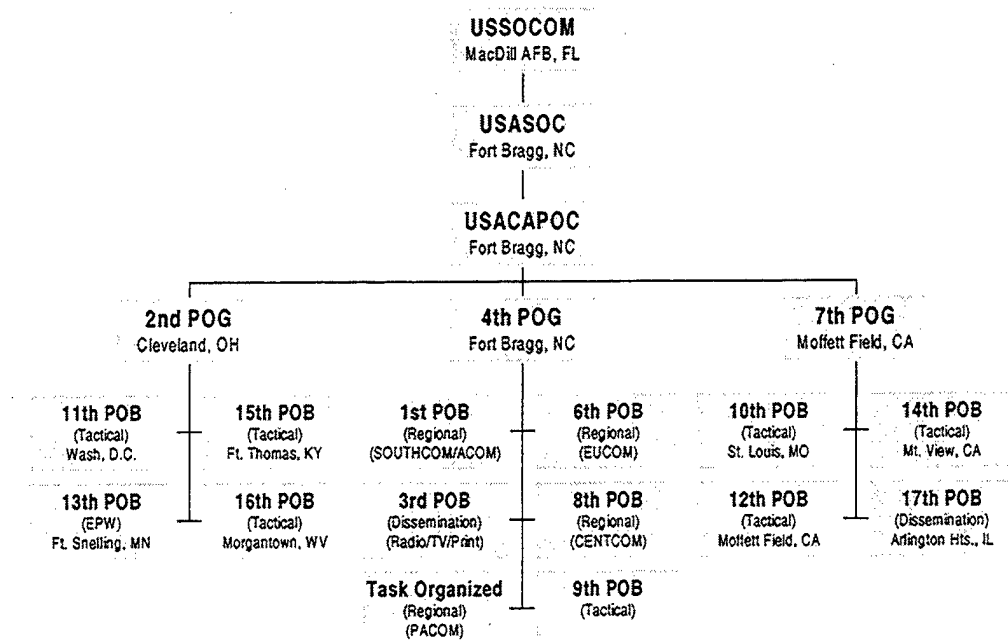 USSOCOM
MacDill AFB, FL
USASOC
Fort Bragg, NC
USACAPOC
Fort Bragg, NC
2nd POG
Cleveland, OH
4th POG
Fort Bragg, NC
7th POG
Moffett Field, CA
11th POB
(Tactical)
Wash, D.C.
15th POB
(Tactical)
Ft. Thomas, KY
1st POB
(Regional)
(SOUTHCOM/ACOM)
6th POB
(Regional)
(EUCOM)
10th POB
(Tactical)
St. Louis, MO
14th POB
(Tactical)
Mt. View, CA
13th POB
(EPW)
Ft. Snelling, MN
16th POB
(Tactical)
Morgantown, WV
3rd POB
(Dissemination)
(Radio/TV/Print)
8th POB
(Regional)
(CENTCOM)
12th POB
(Tactical)
Moffett Field, CA
17th POB
(Dissemination)
Arlington Hts., IL
Task Organized
(Regional)
(PACOM)
9th POB
(Tactical)